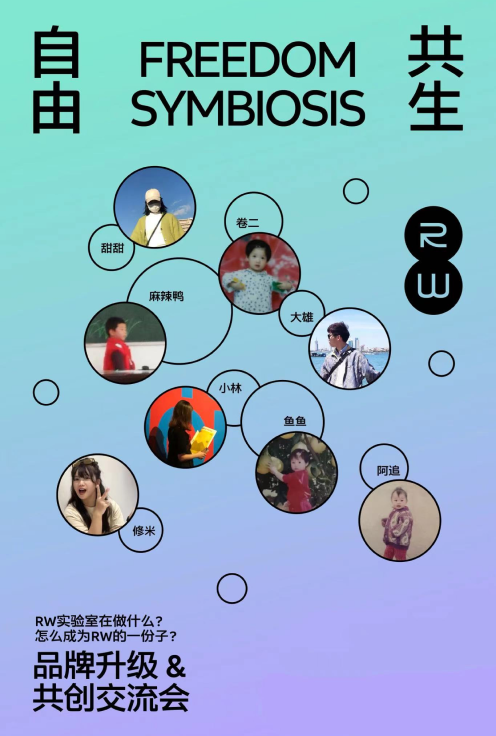 自由
FREEDOM
SYMBIOSIS
共生
RW
甜甜
卷二
麻辣鸭
大雄
小林
鱼鱼
阿追
修米
RW实验室在做什么？
怎么成为RW的一份子？
品牌升级 &
共创交流会